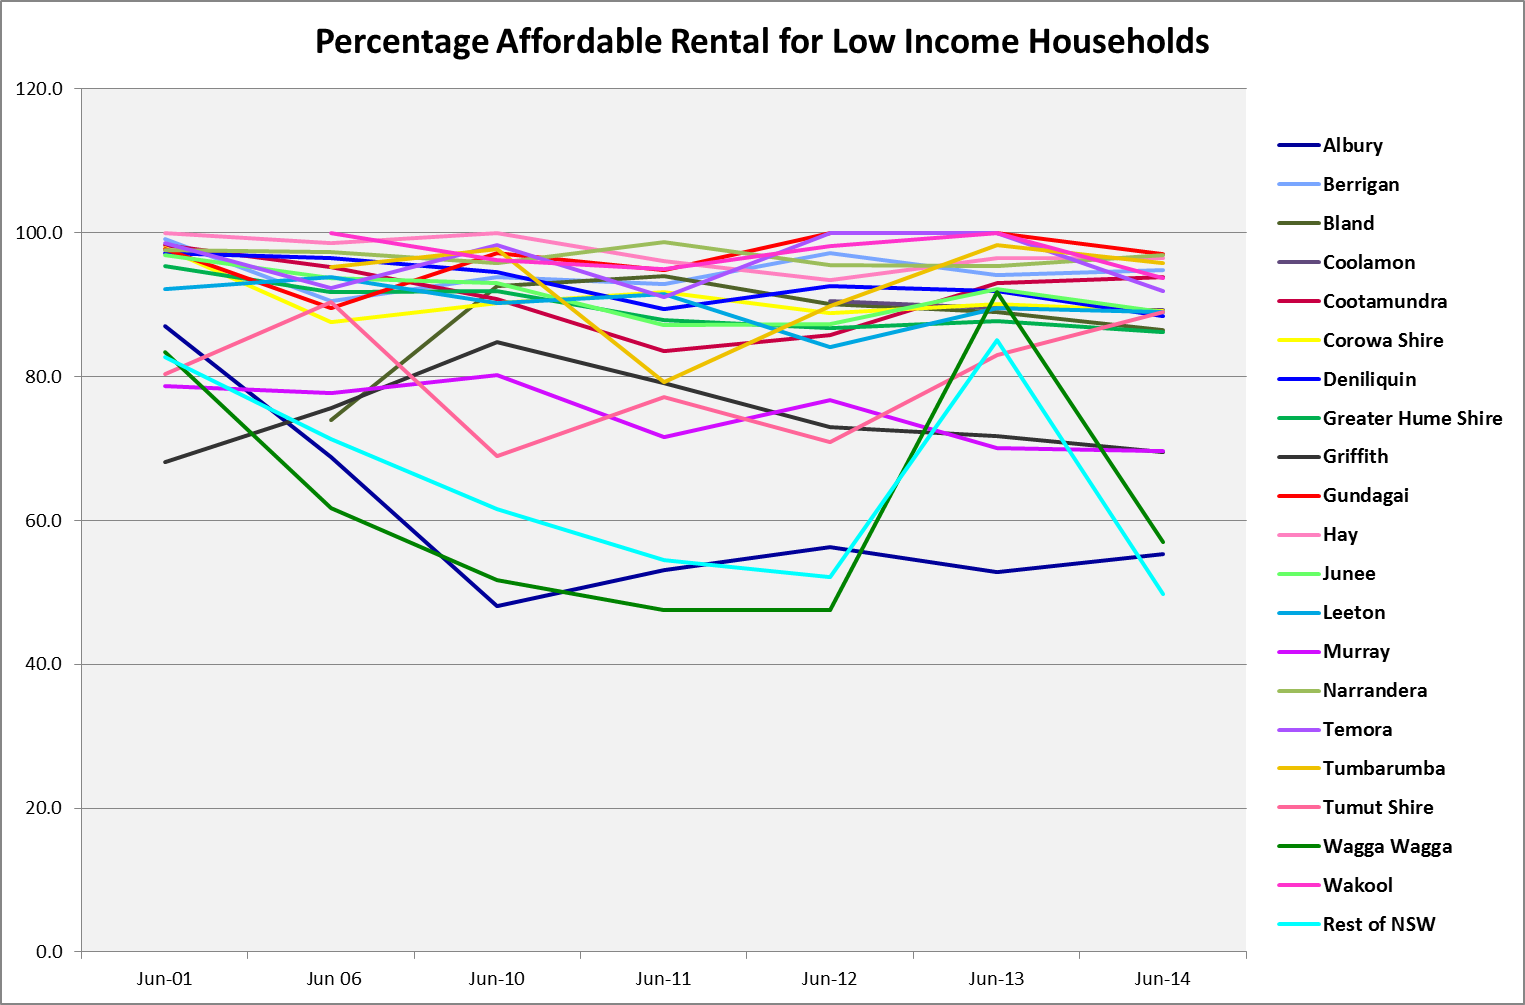 Percentage Affordable Rental for Low Income Households
120.0
100.0
80.0
60.0
40.0
20.0
0.0
Jun-01
Jun 06
Jun-10
Jun-11
Jun-12
Jun-13
Jun-14
Albury
Berrigan
Bland
Coolamon
Cootamundra
Corowa Shire
Deniliquin
Greater Hume Shire
Griffith
Gundagai
Hay
Junee
Leeton
Murray
Narrandera
Temora
Tumbarumba
Tumut Shire
Wagga Wagga
Wakool
Rest of NSW